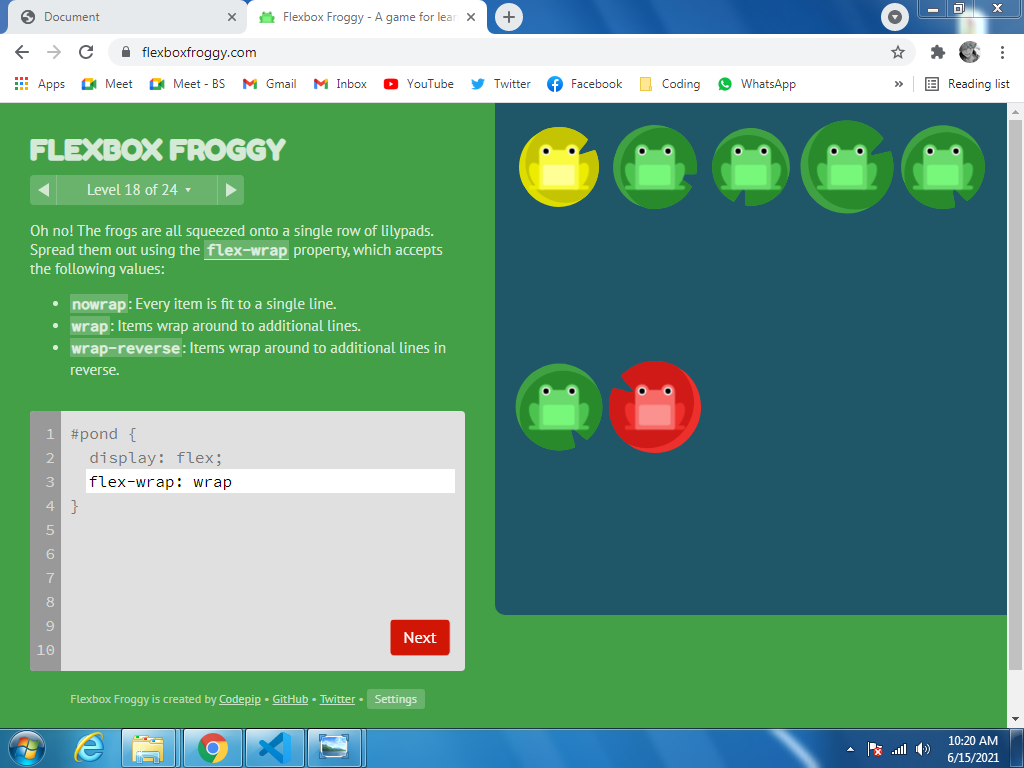 Document
Flexbox Froggy - A game for lear
flexboxfroggy.com
Apps Meet Meet - BS Gmail Inbox YouTube Twitter Facebook Coding WhatsApp » Reading list
FLEXBOX FROGGY
Level 18 of 24
Oh no! The frogs are all squeezed onto a single row of lilypads.
Spread them out using the flex-wrap property, which accepts
the following values:
• nowrap: Every item is fit to a single line.
• wrap: Items wrap around to additional lines.
• wrap-reverse: Items wrap around to additional lines in
reverse.
1 #pond {
2 display: flex;
3 flex-wrap: wrap
4 }
5
6
7
8
9
10
Next
Flexbox Froggy is created by Codepip • GitHub • Twitter • Settings
10:20 AM
6/15/2021